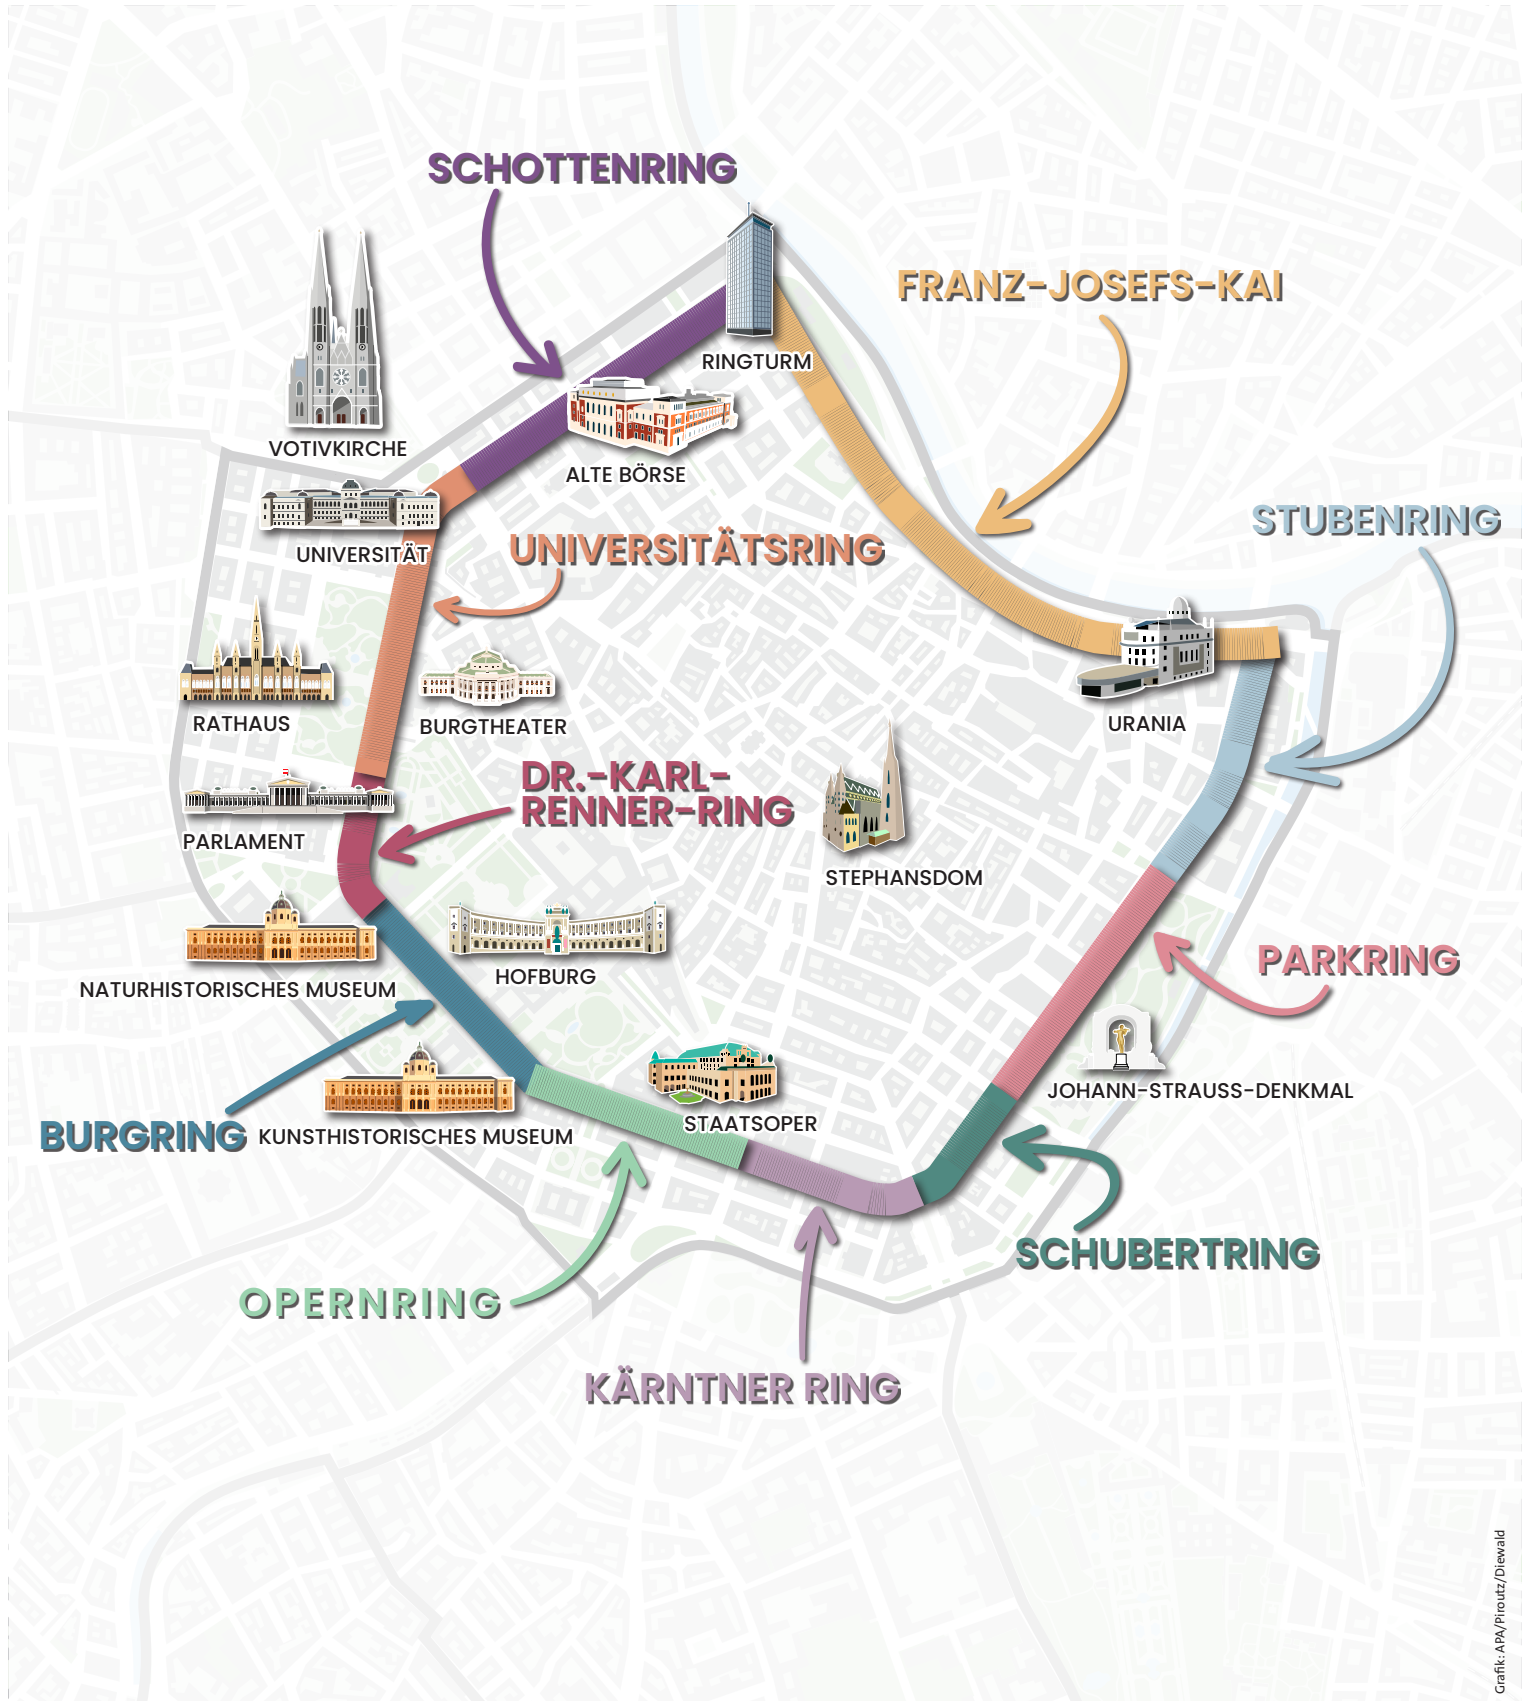 SCHOTTENRING
FRANZ-JOSEFS-KAI
RINGTURM
VOTIVKIRCHE
ALTE BÖRSE
STUBENRING
UNIVERSITÄT
UNIVERSITÄTSRING
RATHAUS
BURGTHEATER
URANIA
DR.-KARL-
RENNER-RING
PARLAMENT
STEPHANSDOM
PARKRING
HOFBURG
NATURHISTORISCHES MUSEUM
JOHANN-STRAUSS-DENKMAL
STAATSOPER
BURGRING
KUNSTHISTORISCHES MUSEUM
SCHUBERTRING
OPERNRING
KÄRNTNER RING
Grafik: APA/Piroutz/Diewald